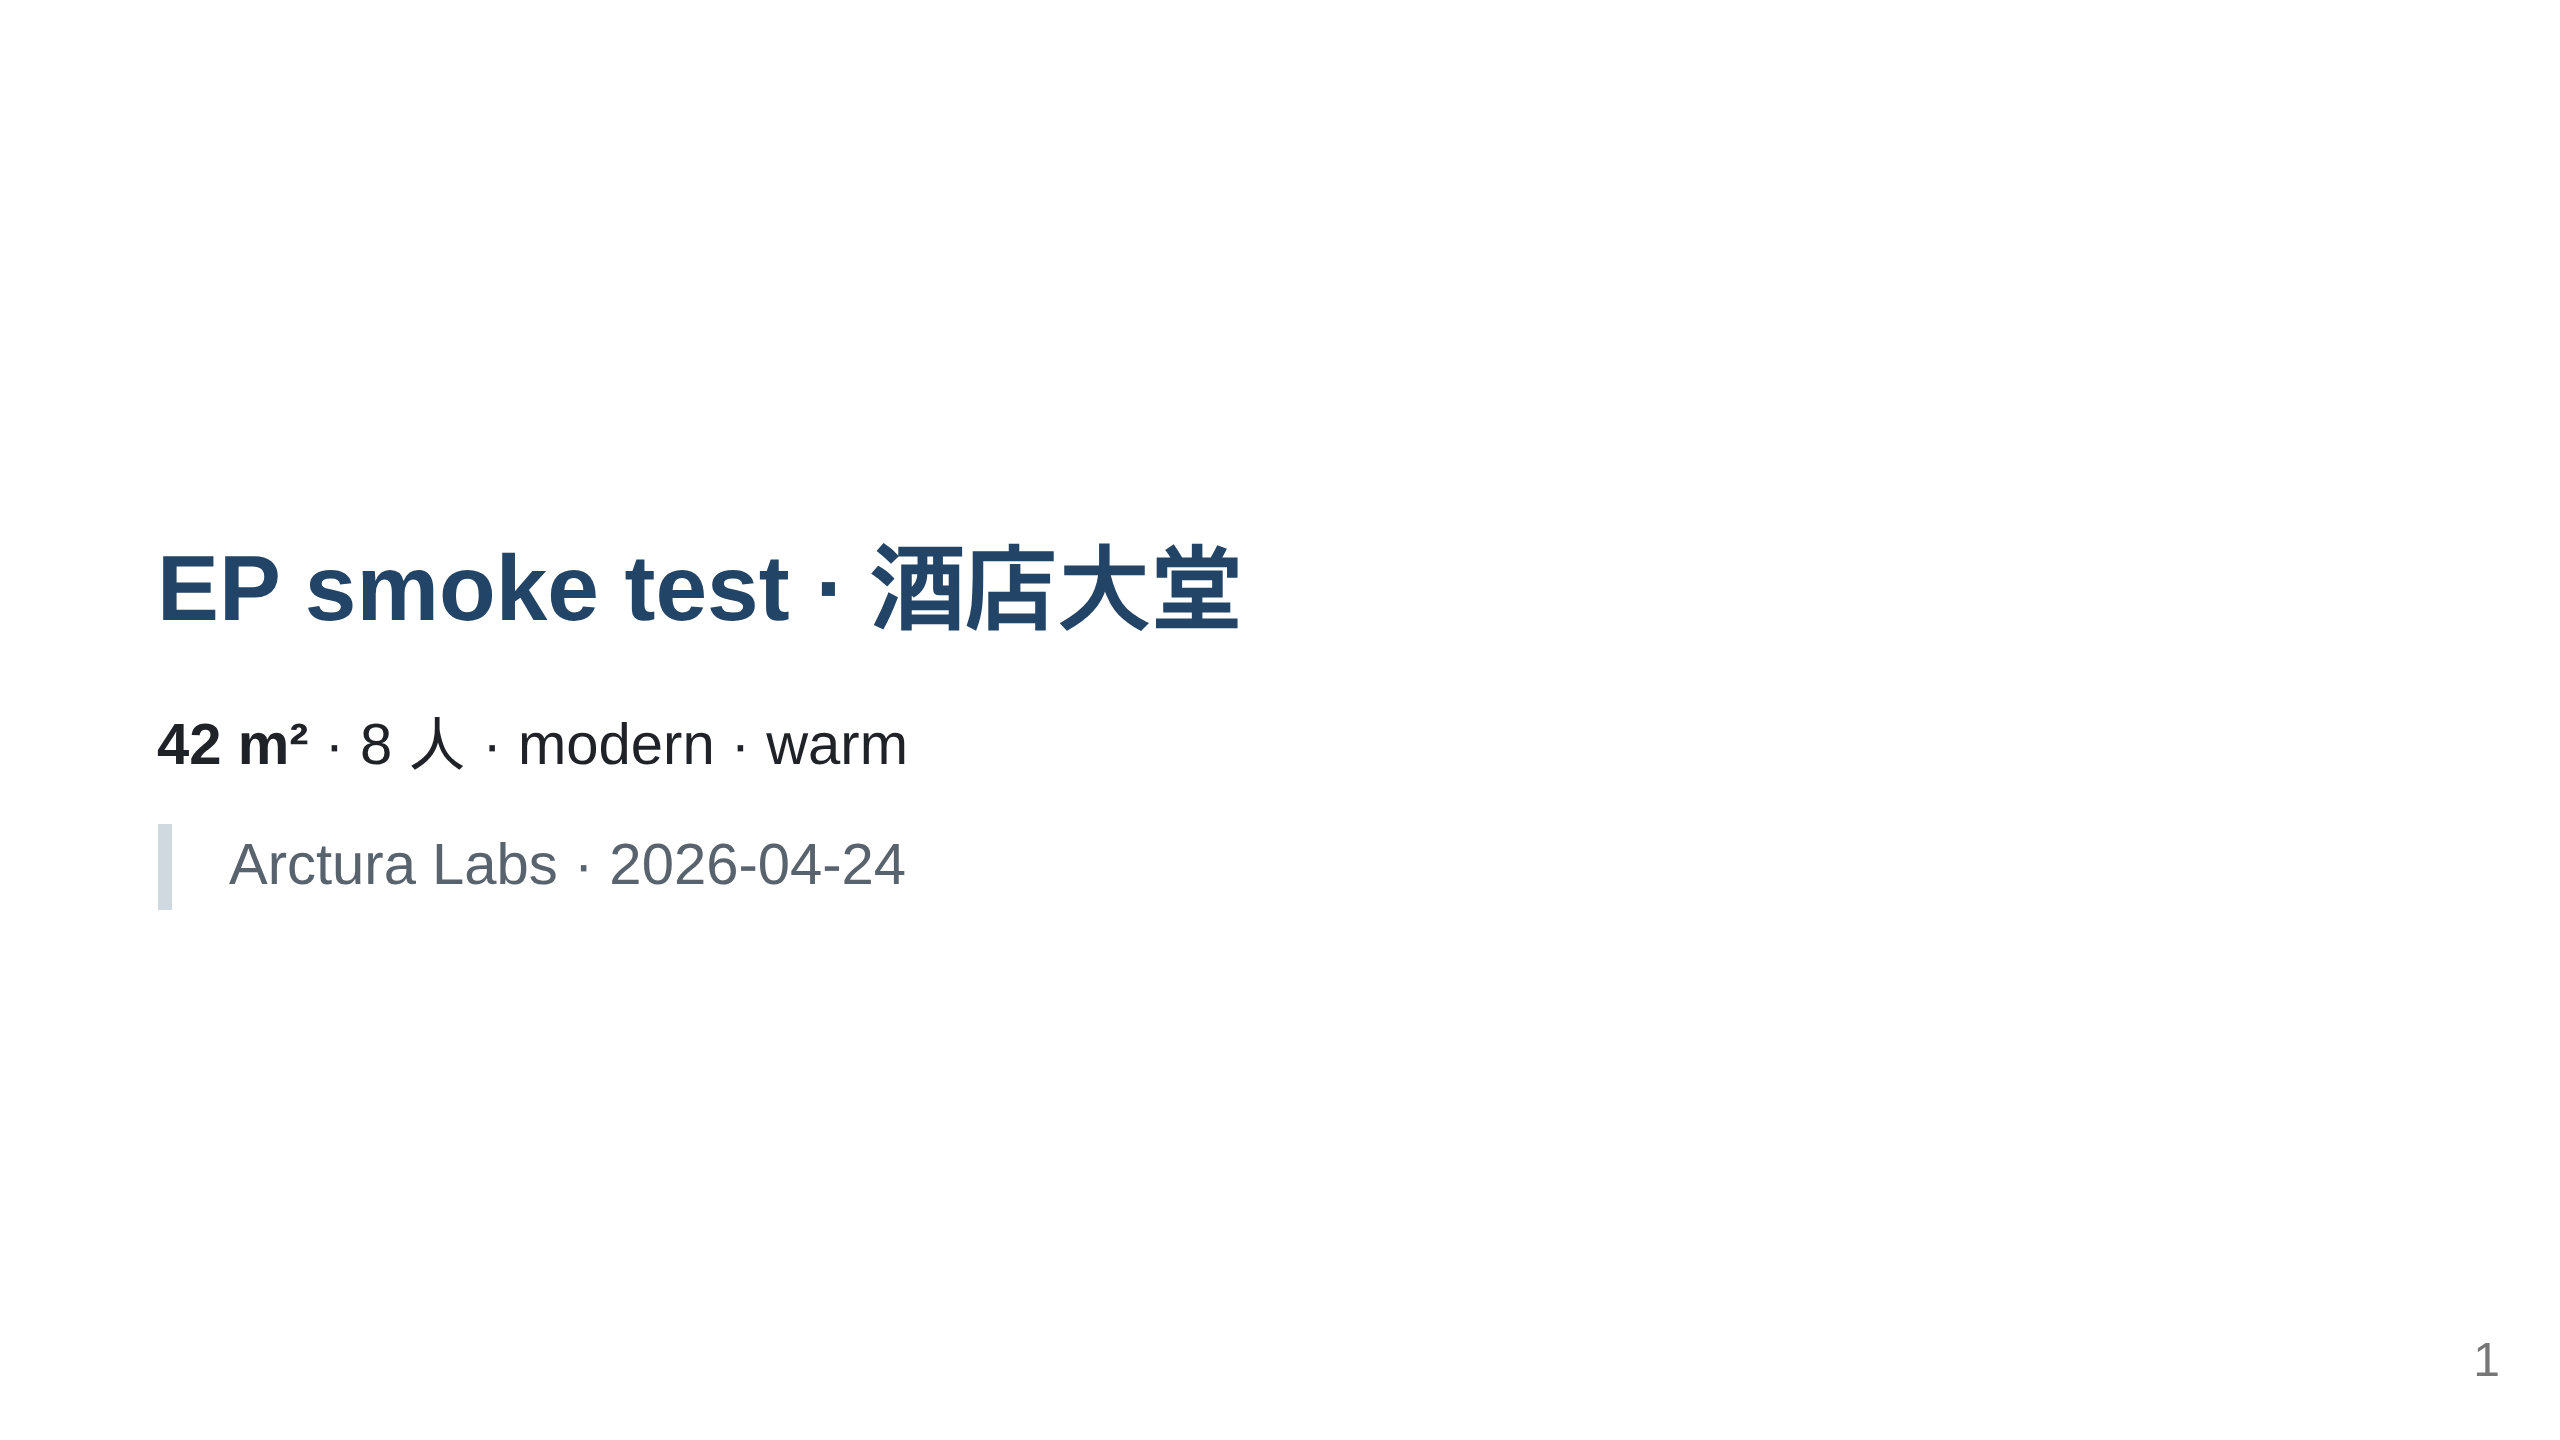 EP smoke test · 酒店大堂
42 m² · 8 人 · modern · warm
Arctura Labs · 2026-04-24
1